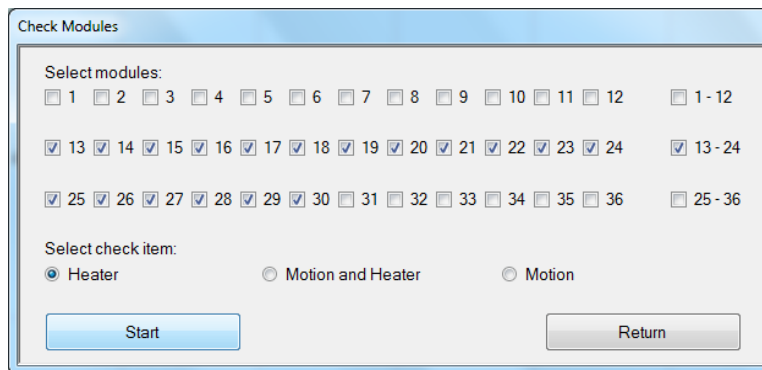 Check Modules
Select modules:
1 2 3 4 5 6 7 8 9 10 11 12 1 - 12
13 14 15 16 17 18 19 20 21 22 23 24 13 - 24
25 26 27 28 29 30 31 32 33 34 35 36 25 - 36
Select check item:
Heater Motion and Heater Motion
Start Return